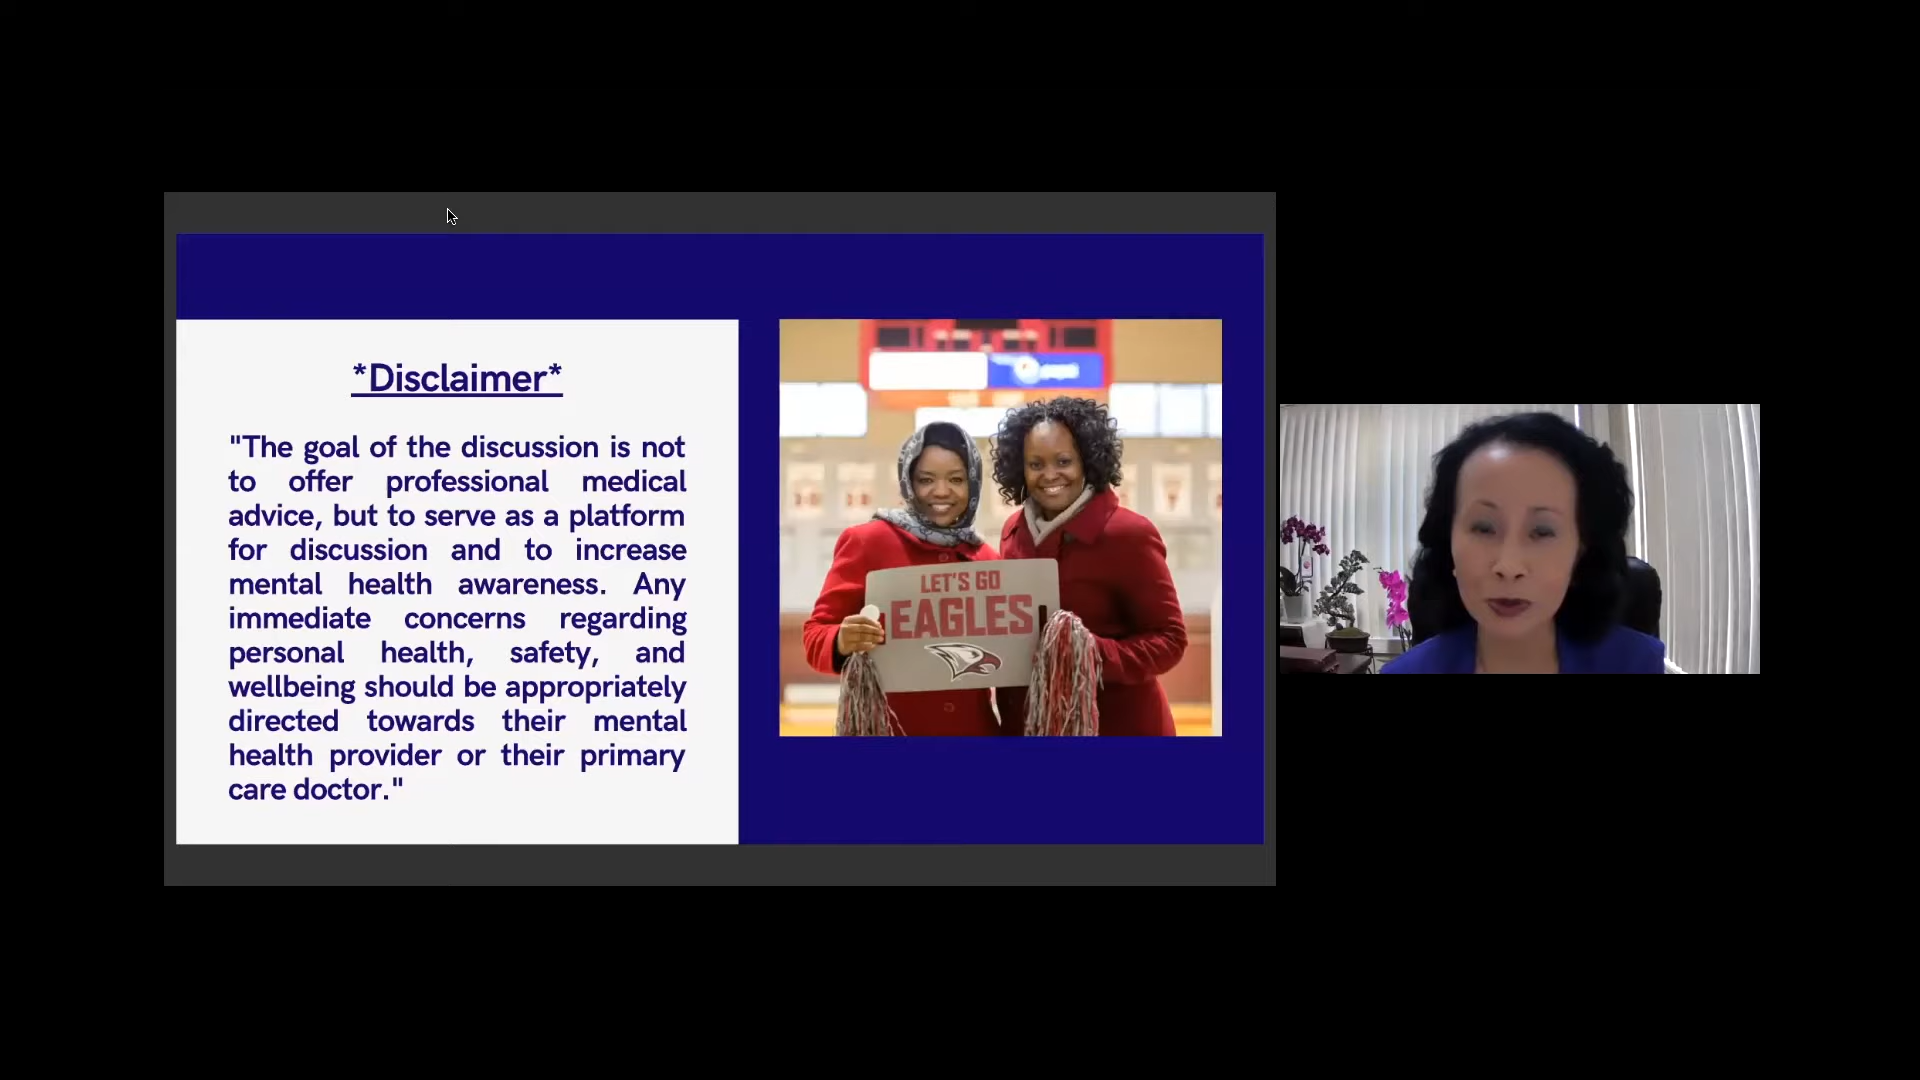 *Disclaimer*
"The goal of the discussion is not
to offer professional medical
advice, but to serve as a platform
for discussion and to increase
mental health awareness. Any
immediate concerns regarding
personal health, safety, and
wellbeing should be appropriately
directed towards their mental
health provider or their primary
care doctor."
LET'S GO
EAGLES